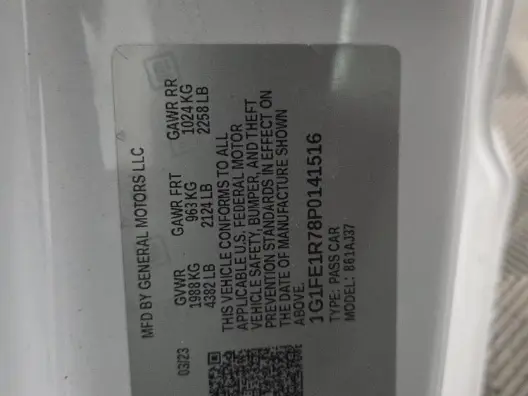 MFD BY GENERAL MOTORS LLC
03/23
GVWR GAWR FRT GAWR RR
1988 KG 963 KG 1024 KG
4382 LB 2124 LB 2258 LB
THIS VEHICLE CONFORMS TO ALL
APPLICABLE U.S. FEDERAL MOTOR
VEHICLE SAFETY, BUMPER, AND THEFT
PREVENTION STANDARDS IN EFFECT ON
THE DATE OF MANUFACTURE SHOWN
ABOVE.
1G1FE1R78P0141516
TYPE: PASS CAR
MODEL: B61AJ37